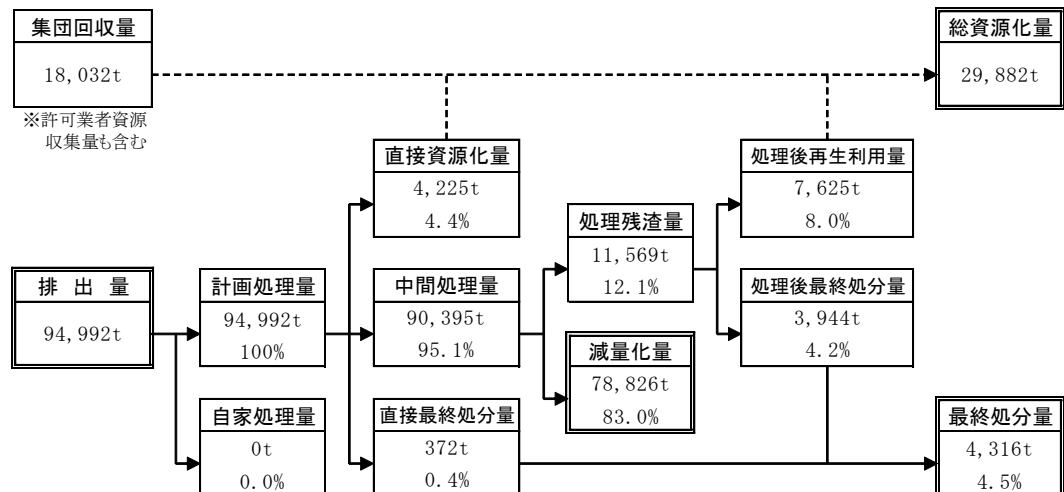 集団回収量
18,032t
※許可業者資源
収集量も含む
総資源化量
29,882t
直接資源化量
4,225t
4.4%
処理後再生利用量
7,625t
8.0%
処理残渣量
11,569t
12.1%
排 出 量
94,992t
計画処理量
94,992t
100%
中間処理量
90,395t
95.1%
処理後最終処分量
3,944t
4.2%
減量化量
78,826t
83.0%
自家処理量
0t
0.0%
直接最終処分量
372t
0.4%
最終処分量
4,316t
4.5%